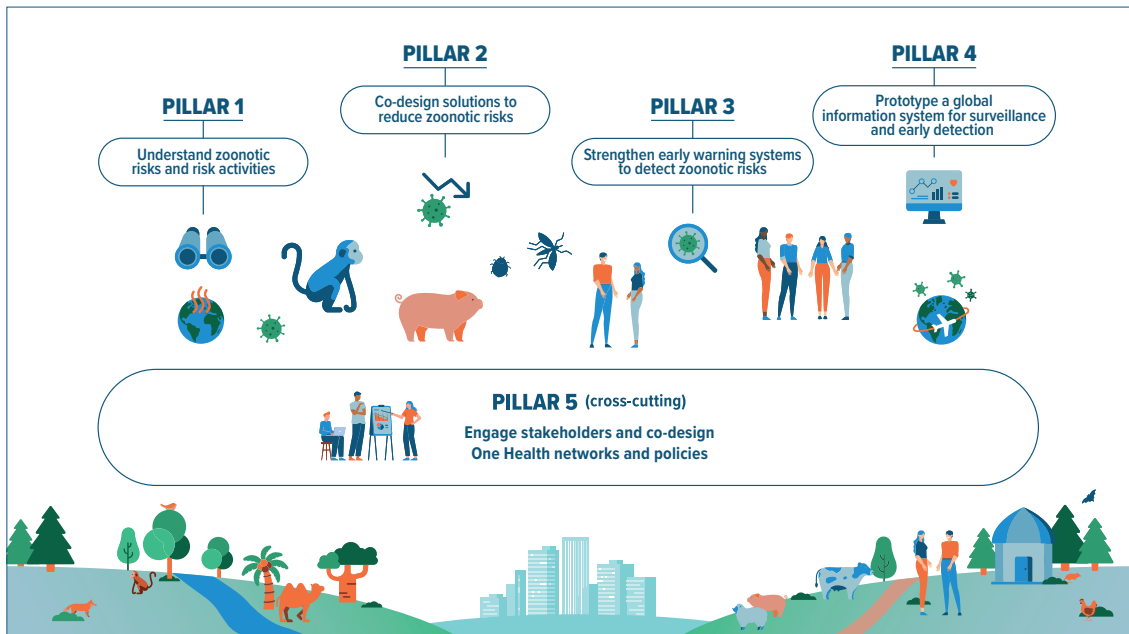 PILLAR 1
Understand zoonotic
risks and risk activities
PILLAR 2
Co-design solutions to
reduce zoonotic risks
PILLAR 3
Strengthen early warning systems
to detect zoonotic risks
PILLAR 4
Prototype a global
information system for surveillance
and early detection
PILLAR 5 (cross-cutting)
Engage stakeholders and co-design
One Health networks and policies